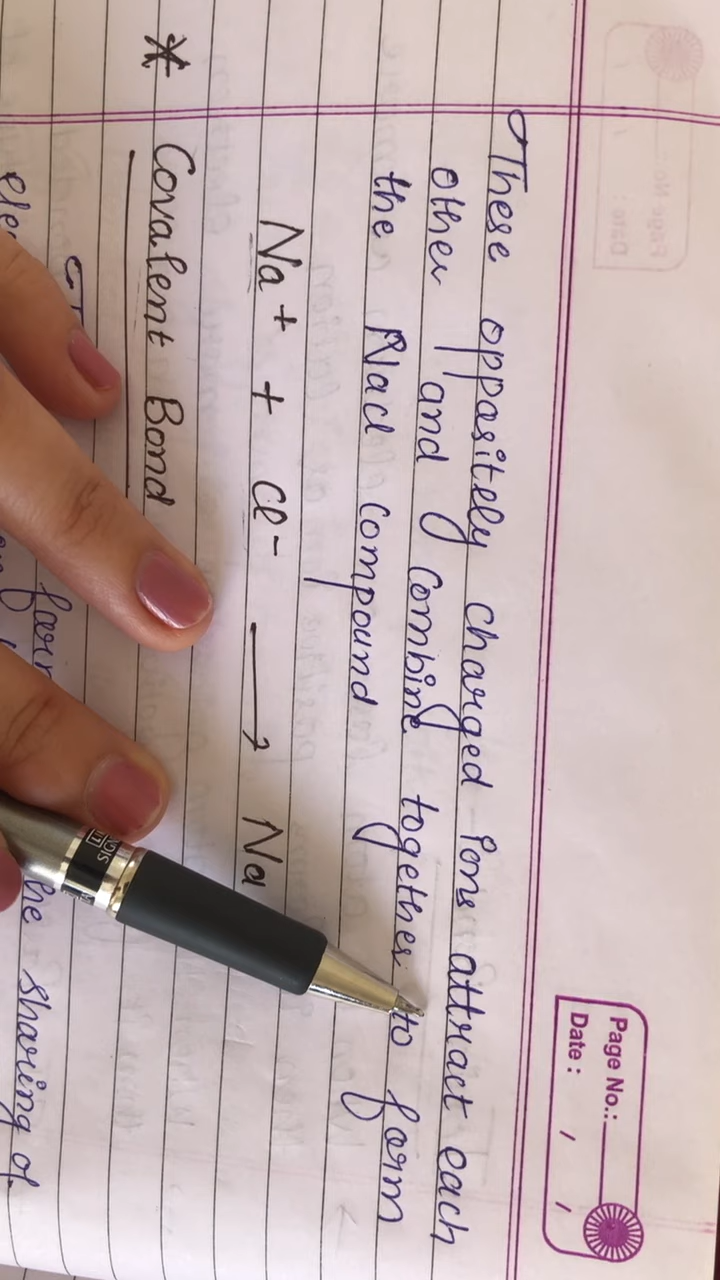 Page No.:
Date: / /
These oppositely charged ions attract each
other and combine together to form
the Nacl compound
Na+ + Cl- → Na
* Covalent Bond
the sharing of